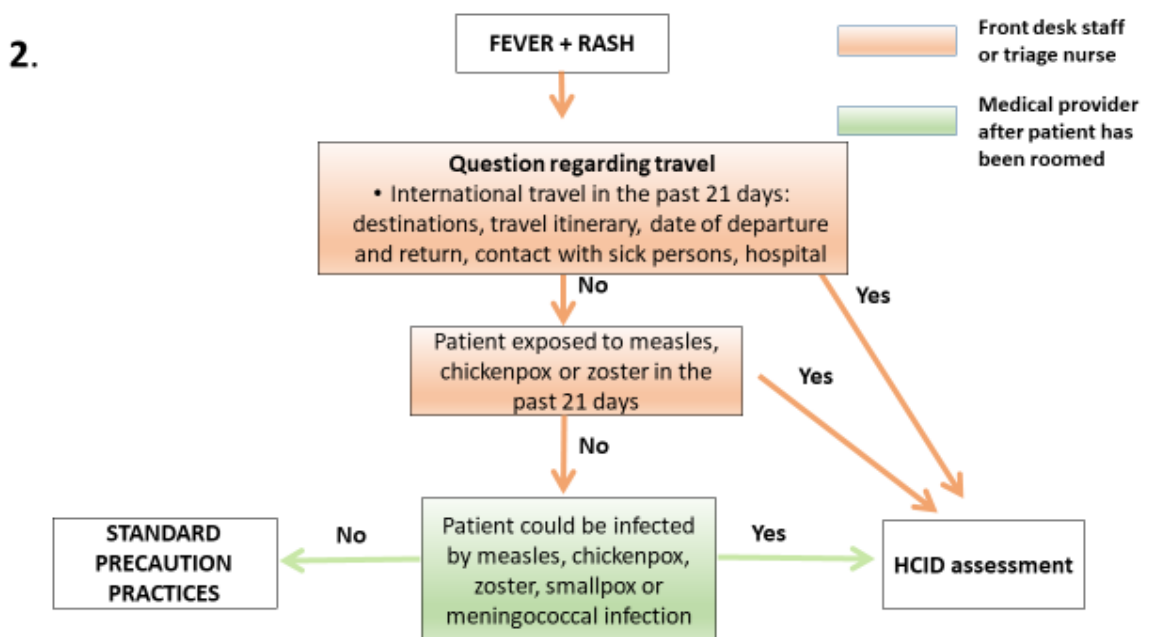 2.
FEVER + RASH
Front desk staff
or triage nurse
Medical provider
after patient has
been roomed
Question regarding travel
• International travel in the past 21 days:
destinations, travel itinerary, date of departure
and return, contact with sick persons, hospital
No
Yes
Patient exposed to measles,
chickenpox or zoster in the
past 21 days
Yes
No
STANDARD
PRECAUTION
PRACTICES
No
Patient could be infected
by measles, chickenpox,
zoster, smallpox or
meningococcal infection
Yes
HCID assessment